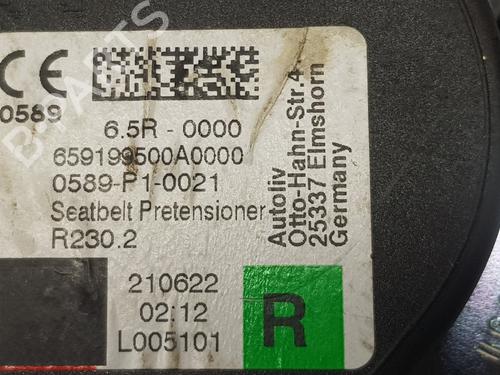 CE
0589
6.5R - 0000
659199500A0000
0589-P1-0021
Seatbelt Pretensioner
R230.2
210622
02:12
L005101
R
Autoliv
Otto-Hahn-Str.4
25337 Elmshorn
Germany